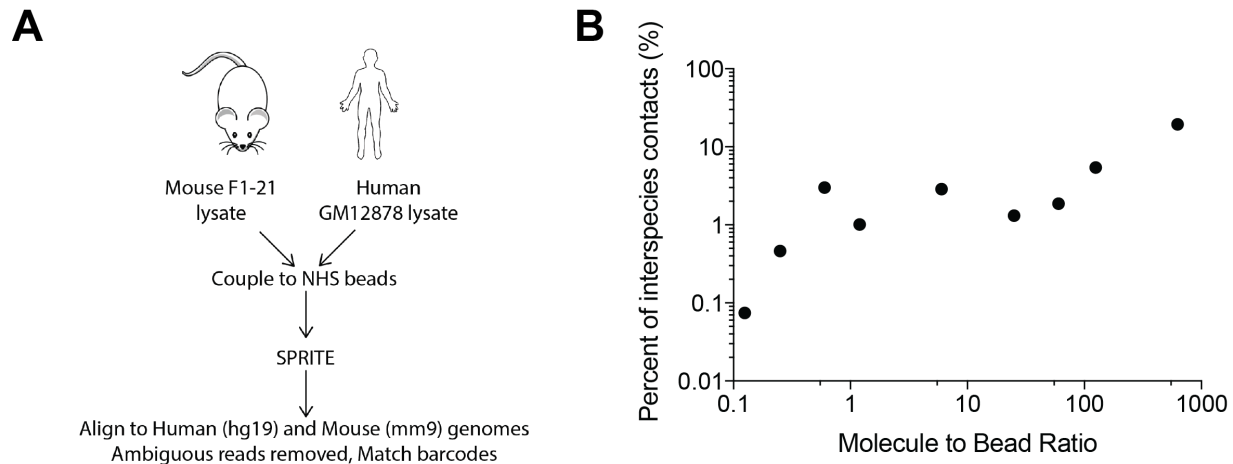 A
Mouse F1-21
lysate
Human
GM12878 lysate
Couple to NHS beads
SPRITE
Align to Human (hg19) and Mouse (mm9) genomes
Ambiguous reads removed, Match barcodes
B
Percent of interspecies contacts (%)
100
10
1
0.1
0.01
0.1
1
10
100
1000
Molecule to Bead Ratio